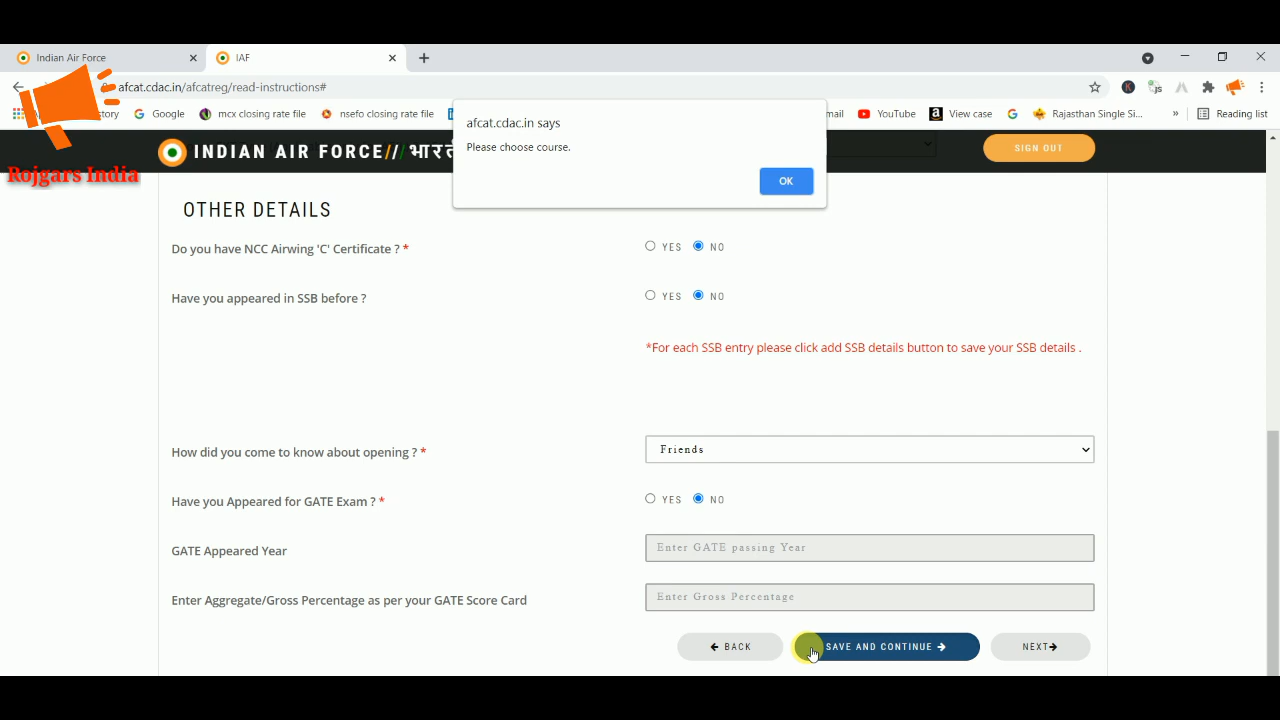 Indian Air Force
IAF
afcat.cdac.in/afcatreg/read-instructions#
Google
mcx closing rate file
nsefo closing rate file
YouTube
View case
Rajasthan Single Si...
»
Reading list
afcat.cdac.in says
Please choose course.
OK
INDIAN AIR FORCE//
SIGN OUT
Rojgars India
OTHER DETAILS
Do you have NCC Airwing 'C' Certificate ? *
YES NO
Have you appeared in SSB before ?
YES NO
*For each SSB entry please click add SSB details button to save your SSB details .
How did you come to know about opening ? *
Friends
Have you Appeared for GATE Exam ? *
YES NO
GATE Appeared Year
Enter GATE passing Year
Enter Aggregate/Gross Percentage as per your GATE Score Card
Enter Gross Percentage
← BACK
SAVE AND CONTINUE →
NEXT→